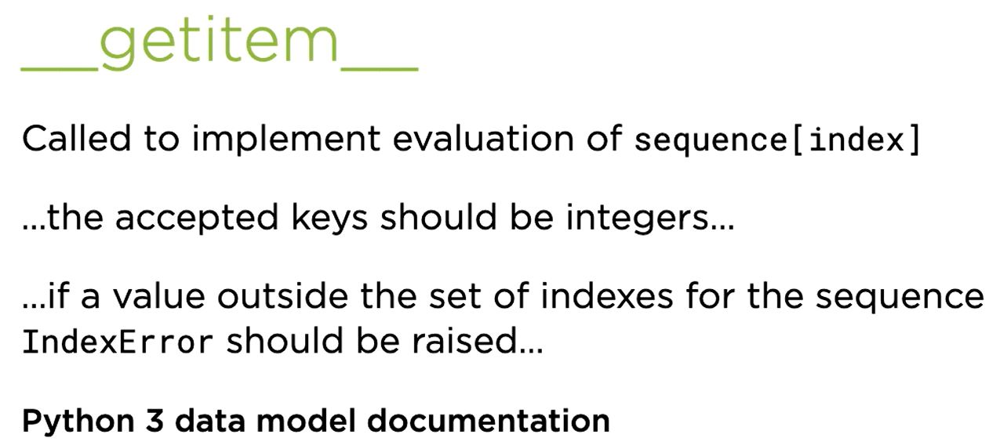 __getitem__
Called to implement evaluation of sequence[index]
...the accepted keys should be integers...
...if a value outside the set of indexes for the sequence
IndexError should be raised...
Python 3 data model documentation